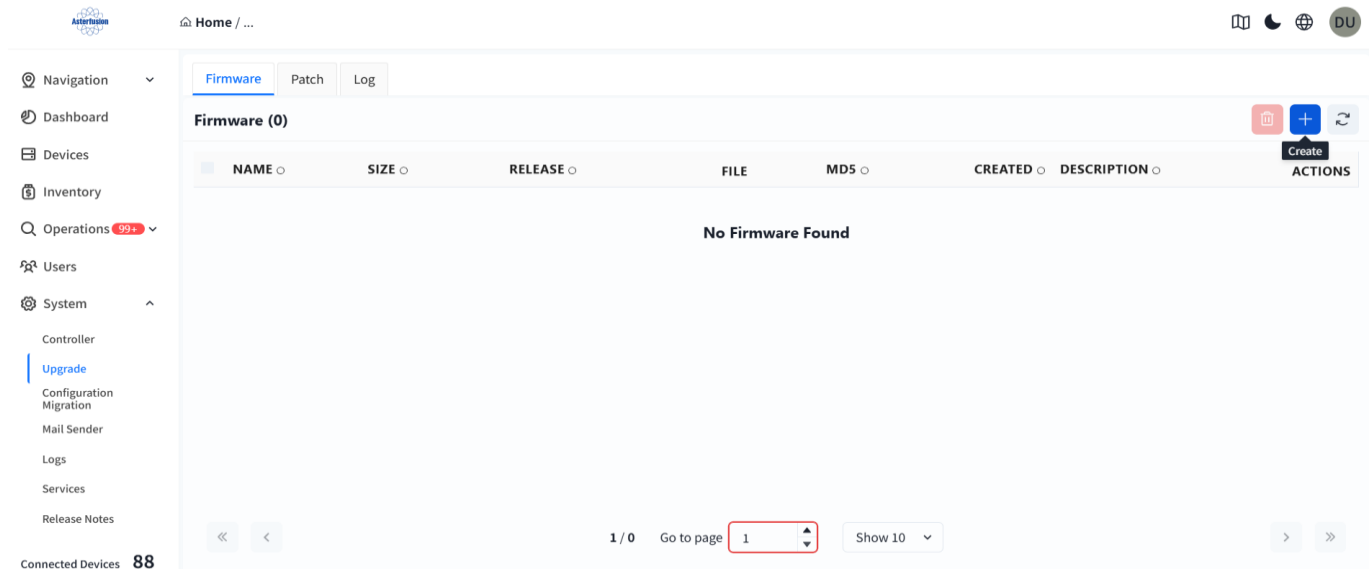 Asterfusion
Home / ...
DU
Navigation
Dashboard
Devices
Inventory
Operations 99+
Users
System
Controller
Upgrade
Configuration
Migration
Mail Sender
Logs
Services
Release Notes
Connected Devices 88
Firmware Patch Log
Firmware (0)
Create
NAME SIZE RELEASE FILE MD5 CREATED DESCRIPTION ACTIONS
No Firmware Found
« ‹ 1 / 0 Go to page 1 Show 10 › »